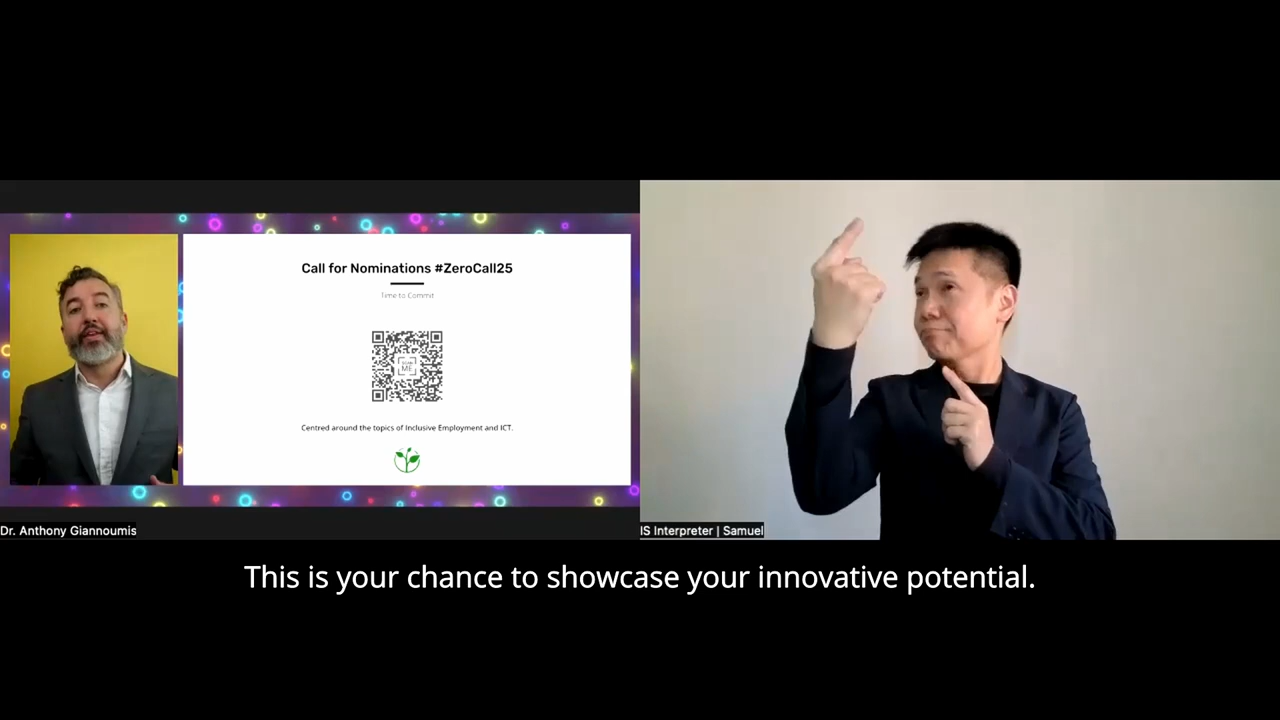 Call for Nominations #ZeroCall25
Time to Commit
Centred around the topics of Inclusive Employment and ICT.
Dr. Anthony Giannoumis
IS Interpreter | Samuel
This is your chance to showcase your innovative potential.